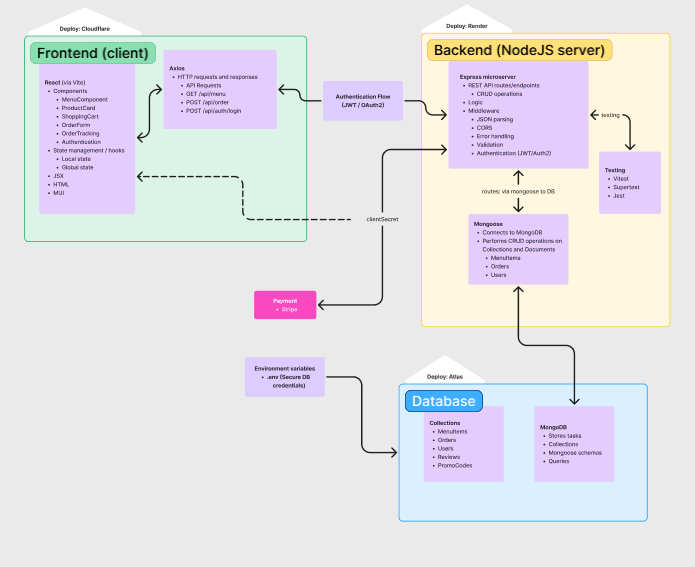 Deploy: Cloudflare
Frontend (client)
React (via Vite)
• Components
• MenuComponent
• ProductCard
• ShoppingCart
• OrderForm
• OrderTracking
• Authentication
• State management / hooks
• Local state
• Global state
• JSX
• HTML
• MUI
Axios
• HTTP requests and responses
• API Requests
• GET /api/menu
• POST /api/order
• POST /api/auth/login
Authentication Flow
(JWT / OAuth2)
Deploy: Render
Backend (NodeJS server)
Express microserver
• REST API routes/endpoints
• CRUD operations
• Logic
• Middleware
• JSON parsing
• CORS
• Error handling
• Validation
• Authentication (JWT/Auth2)
testing
Testing
• Vitest
• Supertest
• Jest
routes: via mongoose to DB
Mongoose
• Connects to MongoDB
• Performs CRUD operations on
Collections and Documents
• MenuItems
• Orders
• Users
clientSecret
Payment
• Stripe
Environment variables
• .env (Secure DB
credentials)
Deploy: Atlas
Database
Collections
• MenuItems
• Orders
• Users
• Reviews
• PromoCodes
MongoDB
• Stores tasks
• Collections
• Mongoose schemas
• Queries